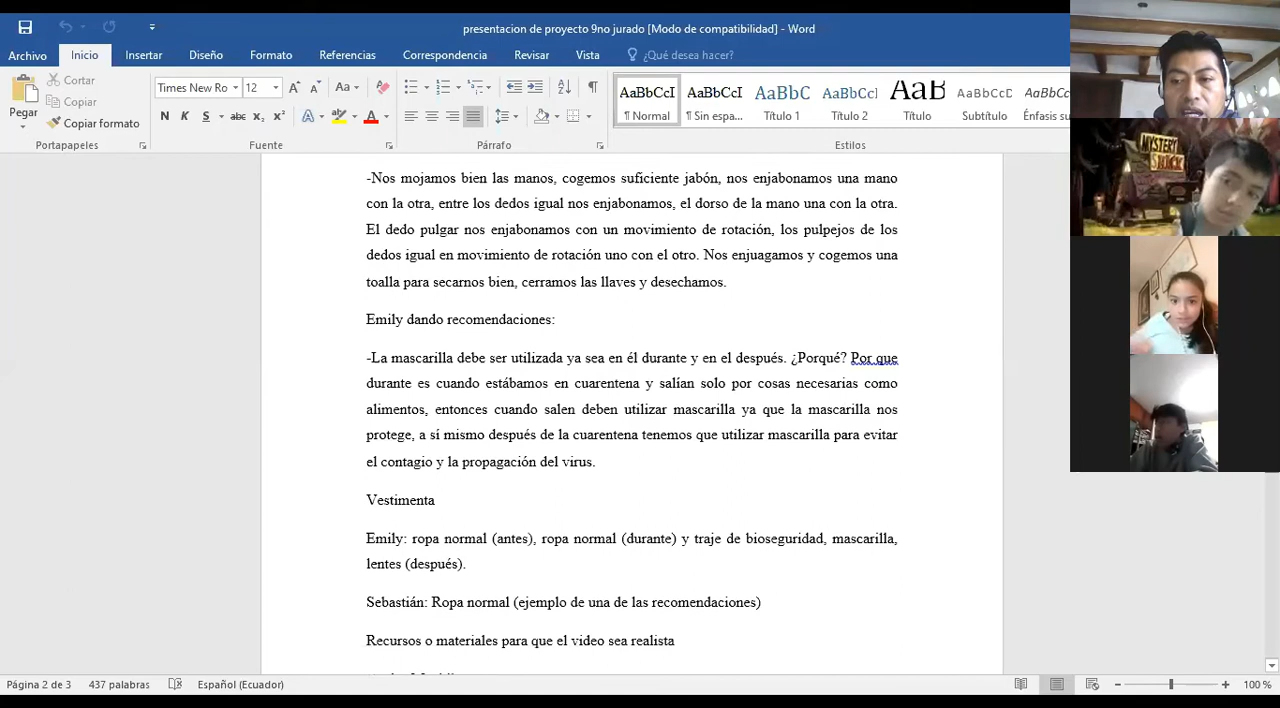 presentacion de proyecto 9no jurado [Modo de compatibilidad] - Word
Archivo Inicio Insertar Diseño Formato Referencias Correspondencia Revisar Vista ¿Qué desea hacer?
Pegar
Cortar
Copiar
Copiar formato
Portapapeles
Times New Ro 12
N K S abc x₂ x²
Fuente
Párrafo
AaBbCcI AaBbCcI AaBbC AaBbCcI AaB AaBbCcD AaBbCcD
¶ Normal ¶ Sin espa... Título 1 Título 2 Título Subtítulo Énfasis su
Estilos
MYSTERY SHACK
-Nos mojamos bien las manos, cogemos suficiente jabón, nos enjabonamos una mano
con la otra, entre los dedos igual nos enjabonamos, el dorso de la mano una con la otra.
El dedo pulgar nos enjabonamos con un movimiento de rotación, los pulpejos de los
dedos igual en movimiento de rotación uno con el otro. Nos enjuagamos y cogemos una
toalla para secarnos bien, cerramos las llaves y desechamos.
Emily dando recomendaciones:
-La mascarilla debe ser utilizada ya sea en él durante y en el después. ¿Porqué? Por que
durante es cuando estábamos en cuarentena y salían solo por cosas necesarias como
alimentos, entonces cuando salen deben utilizar mascarilla ya que la mascarilla nos
protege, a sí mismo después de la cuarentena tenemos que utilizar mascarilla para evitar
el contagio y la propagación del virus.
Vestimenta
Emily: ropa normal (antes), ropa normal (durante) y traje de bioseguridad, mascarilla,
lentes (después).
Sebastián: Ropa normal (ejemplo de una de las recomendaciones)
Recursos o materiales para que el video sea realista
Página 2 de 3 437 palabras Español (Ecuador) 100 %